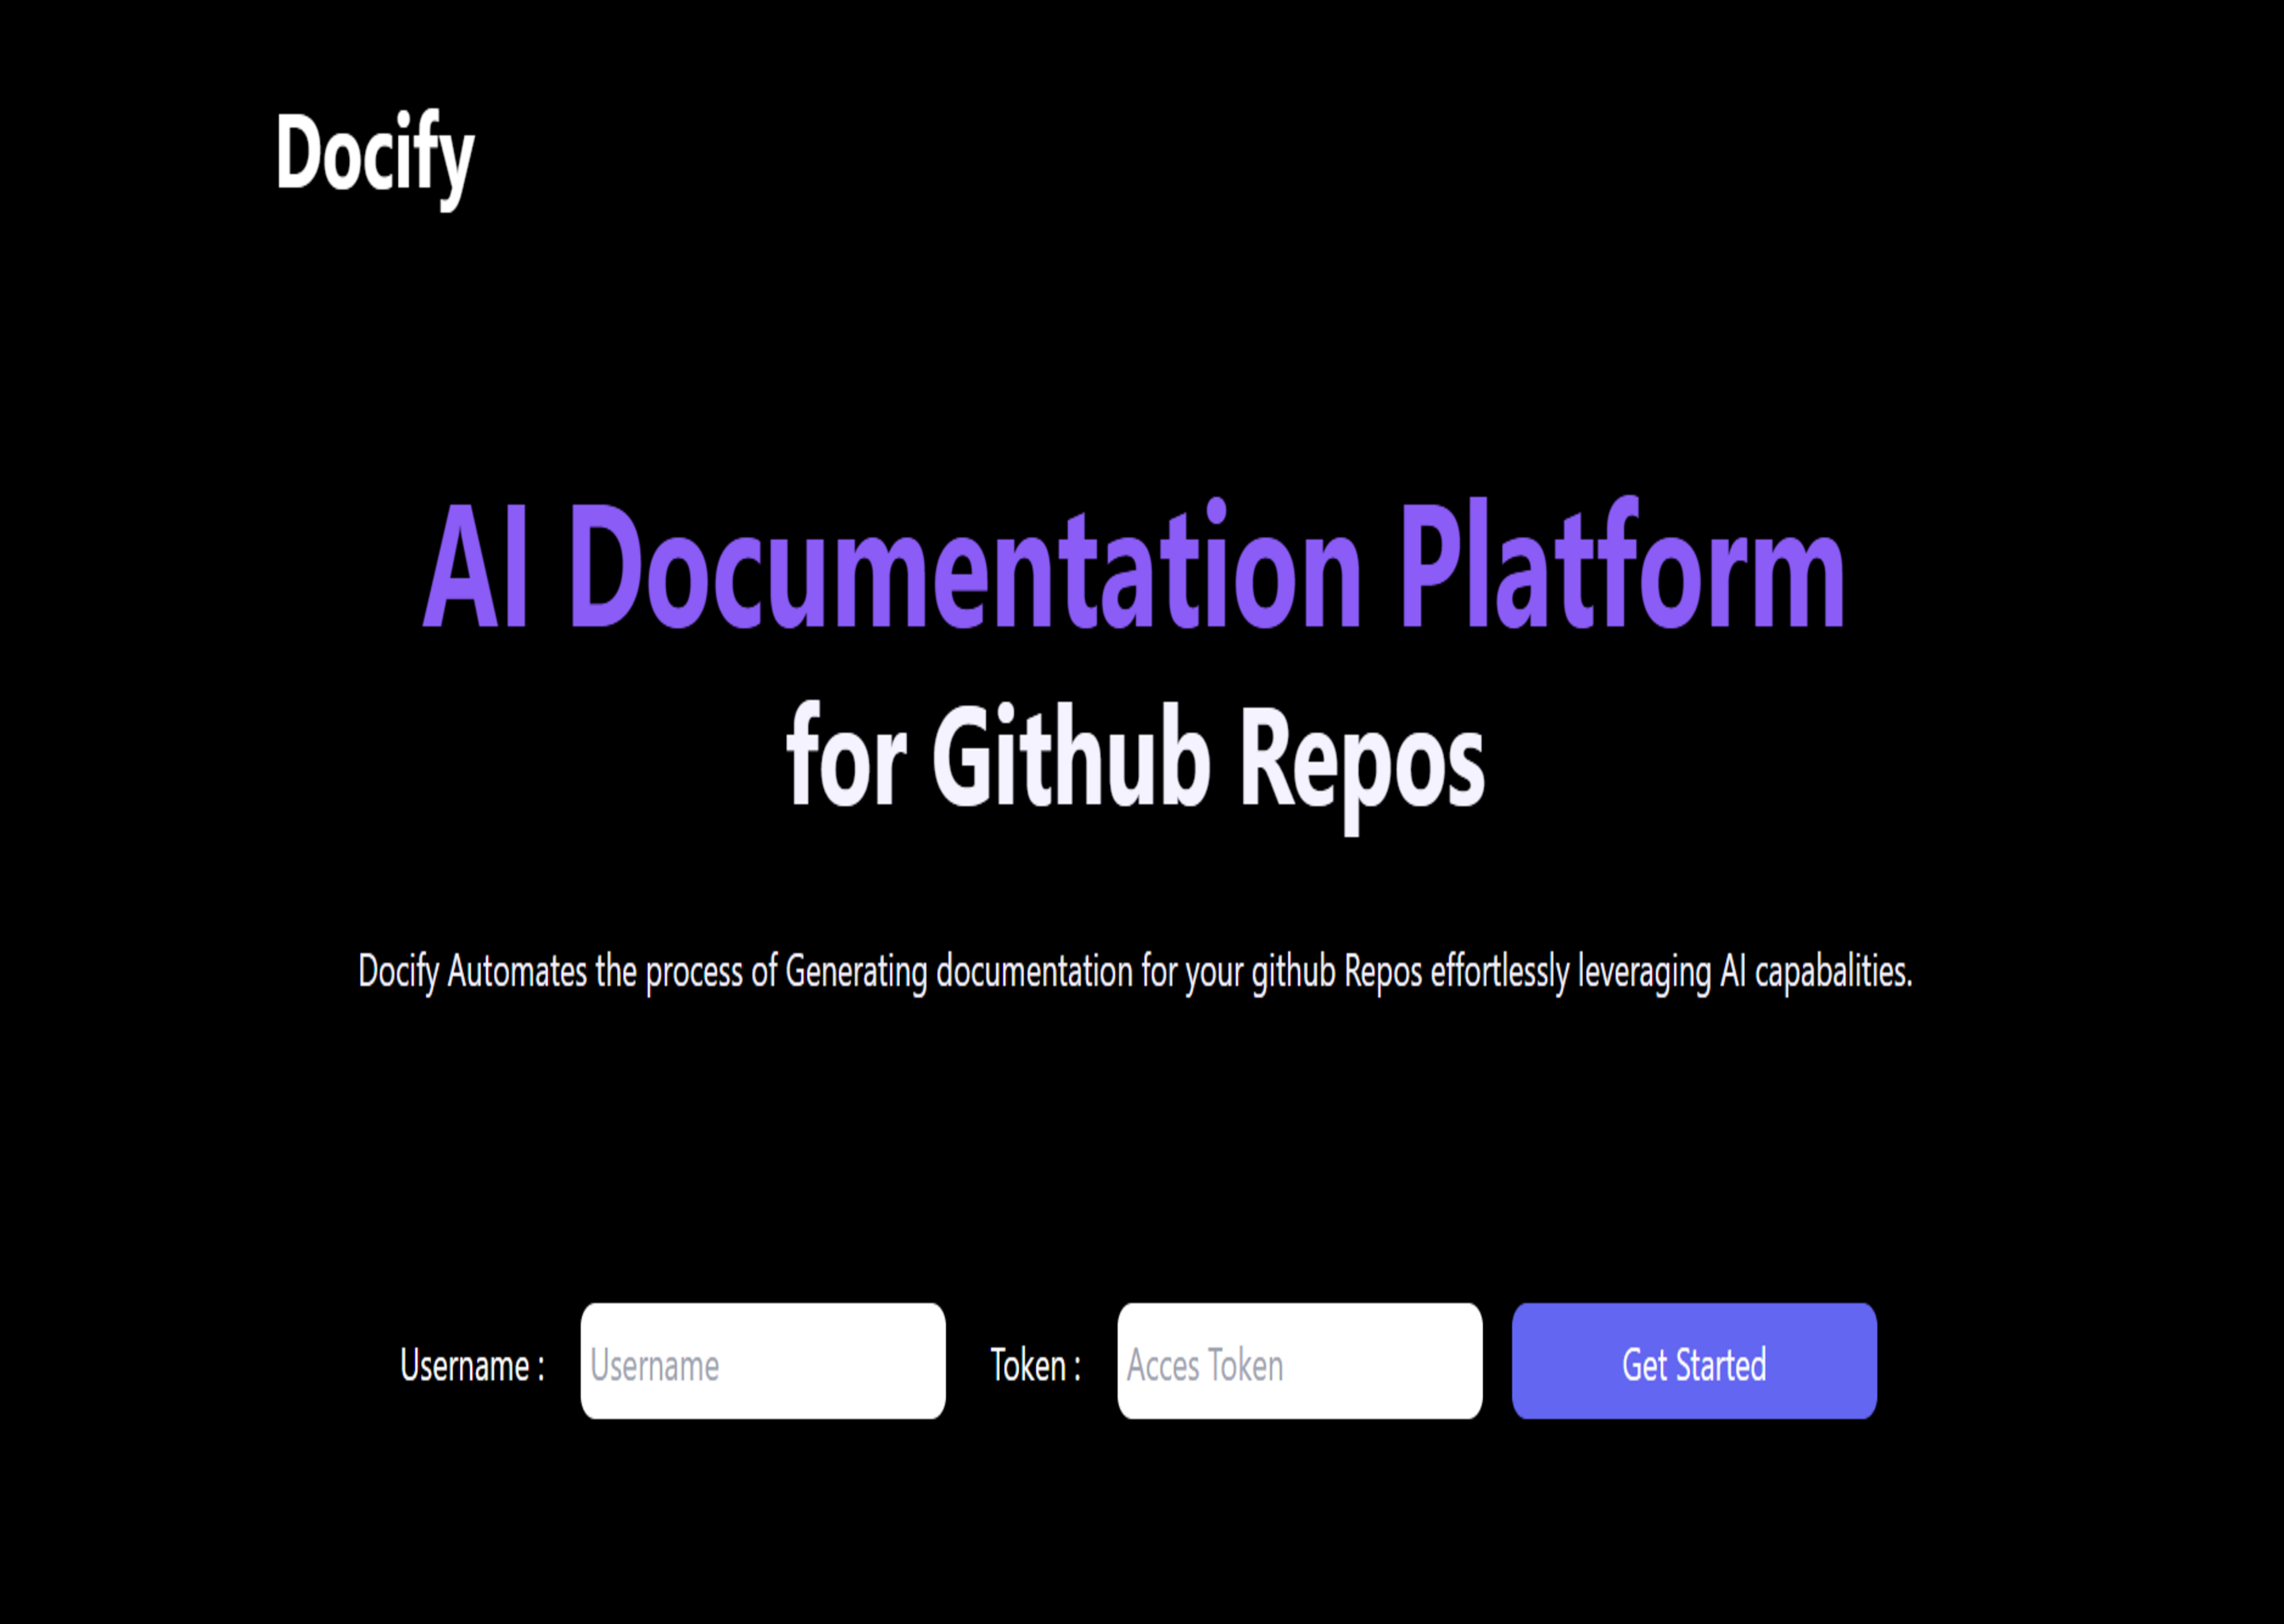 Docify
AI Documentation Platform
for Github Repos
Docify Automates the process of Generating documentation for your github Repos effortlessly leveraging AI capabalities.
Username : Username Token : Acces Token Get Started